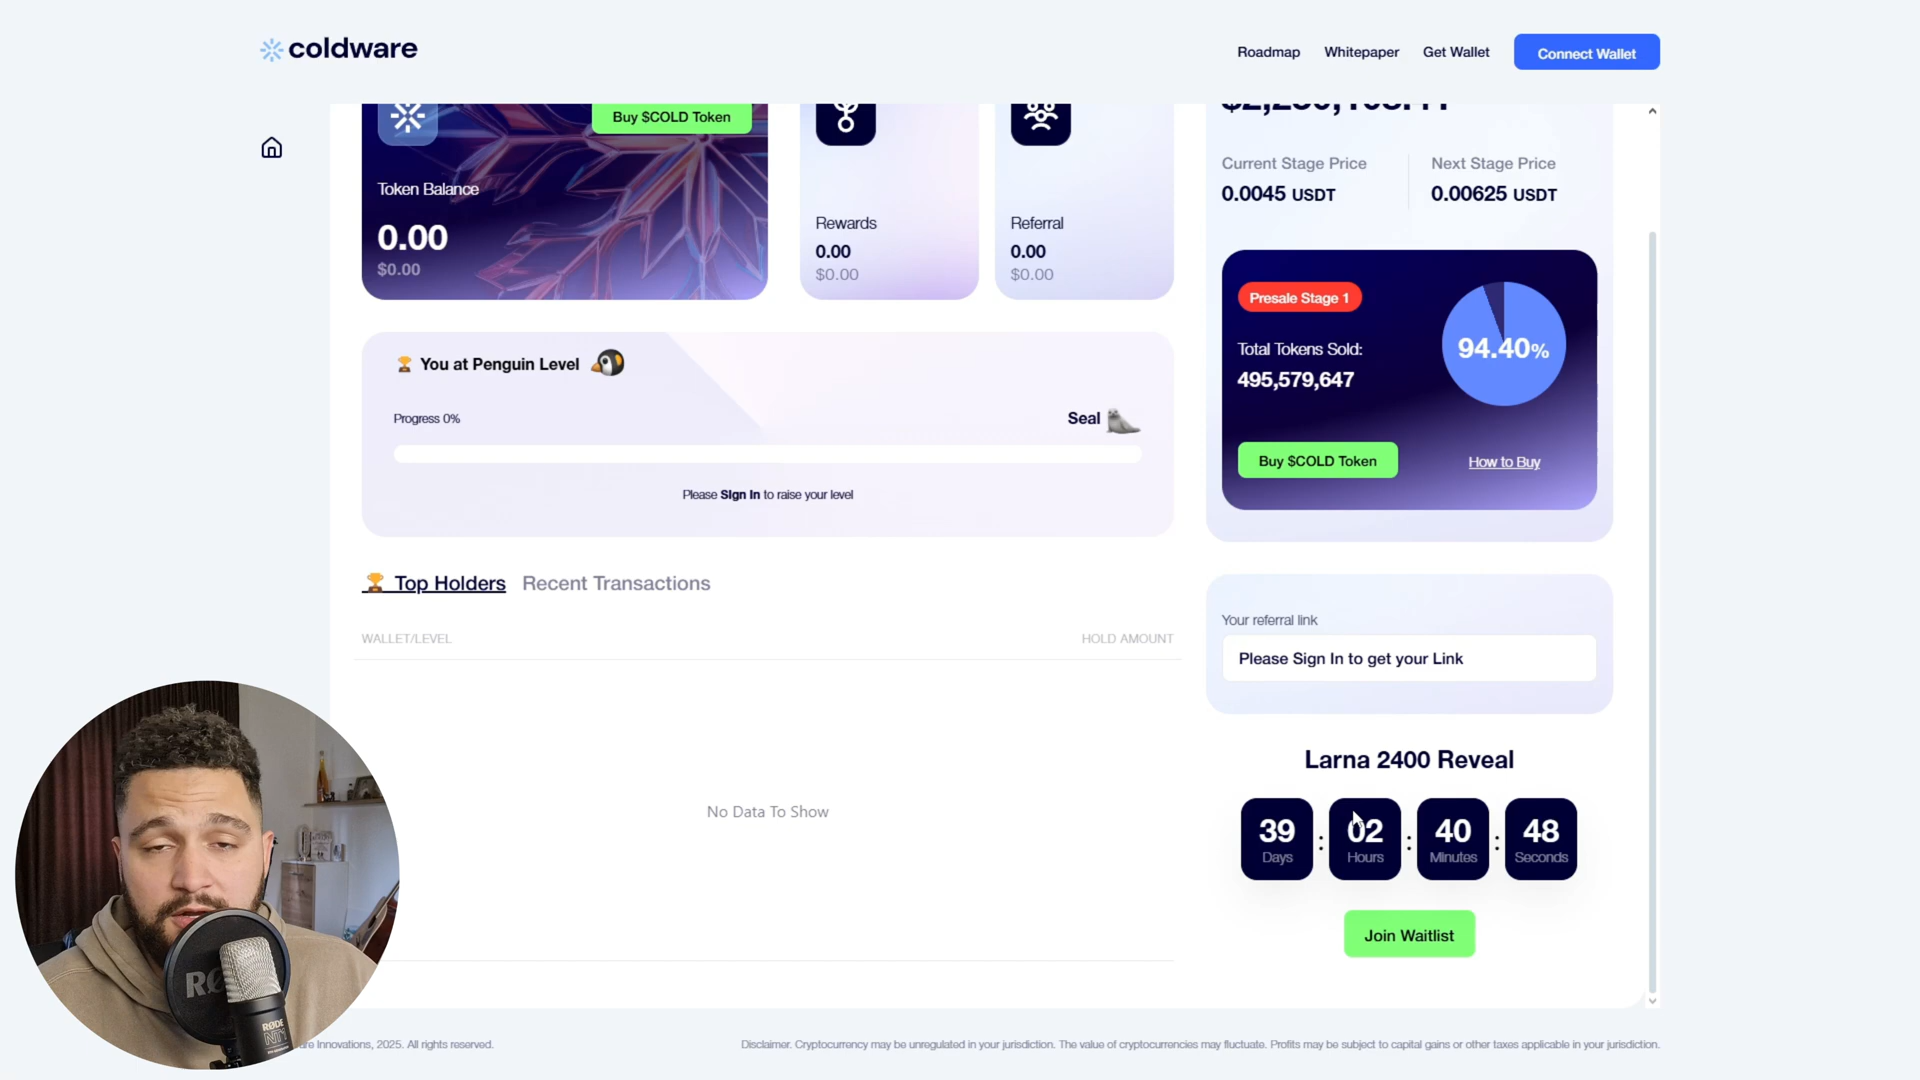 coldware
Roadmap
Whitepaper
Get Wallet
Connect Wallet
Buy $COLD Token
Token Balance
0.00
$0.00
Rewards
0.00
$0.00
Referral
0.00
$0.00
Current Stage Price
0.0045 USDT
Next Stage Price
0.00625 USDT
Presale Stage 1
Total Tokens Sold:
495,579,647
94.40%
Buy $COLD Token
How to Buy
You at Penguin Level
Progress 0%
Seal
Please Sign In to raise your level
Top Holders
Recent Transactions
WALLET/LEVEL
HOLD AMOUNT
No Data To Show
Your referral link
Please Sign In to get your Link
Larna 2400 Reveal
39 : 02 : 40 : 48
Days Hours Minutes Seconds
Join Waitlist
RØDE
NT1
Innovations, 2025. All rights reserved.
Disclaimer. Cryptocurrency may be unregulated in your jurisdiction. The value of cryptocurrencies may fluctuate. Profits may be subject to capital gains or other taxes applicable in your jurisdiction.